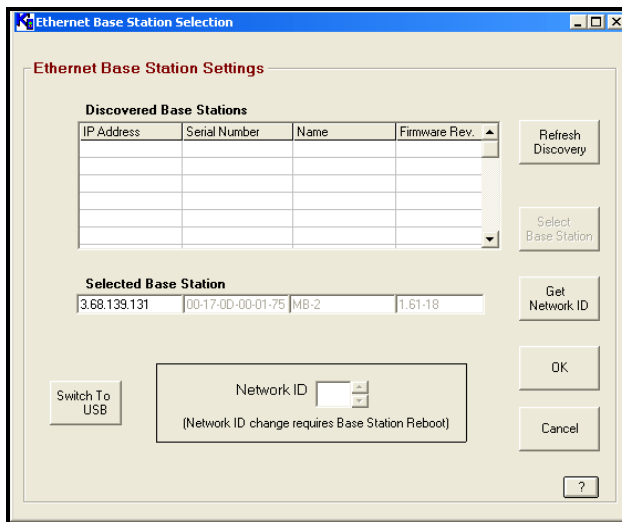 Ethernet Base Station Selection
Ethernet Base Station Settings
Discovered Base Stations
IP Address Serial Number Name Firmware Rev.
Refresh
Discovery
Select
Base Station
Selected Base Station
3.68.139.131 00-17-0D-00-01-75 MB-2 1.61-18
Get
Network ID
OK
Switch To
USB
Network ID
(Network ID change requires Base Station Reboot)
Cancel
?